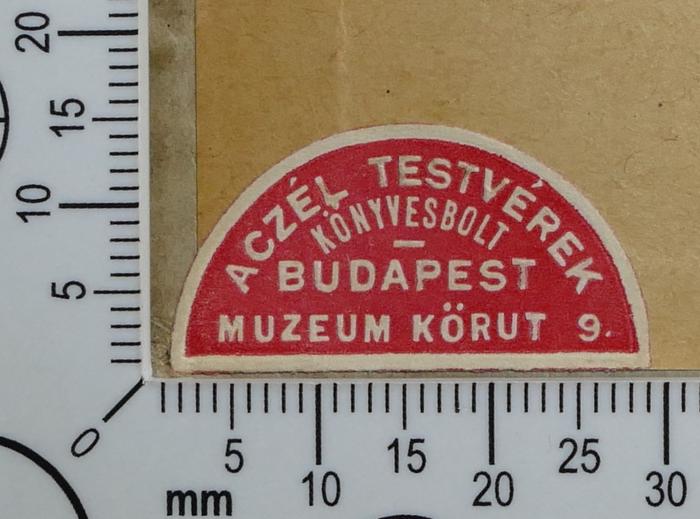 ACZÉL TESTVÉREK
KÖNYVESBOLT
BUDAPEST
MUZEUM KÖRUT 9.
20
15
10
5
0
5
10
15
20
25
30
mm